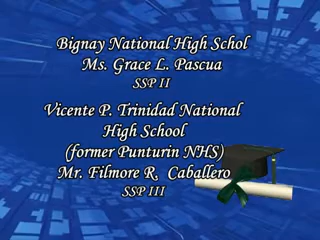 Bignay National High Schol
Ms. Grace L. Pascua
SSP II
Vicente P. Trinidad National
High School
(former Punturin NHS)
Mr. Filmore R. Caballero
SSP III